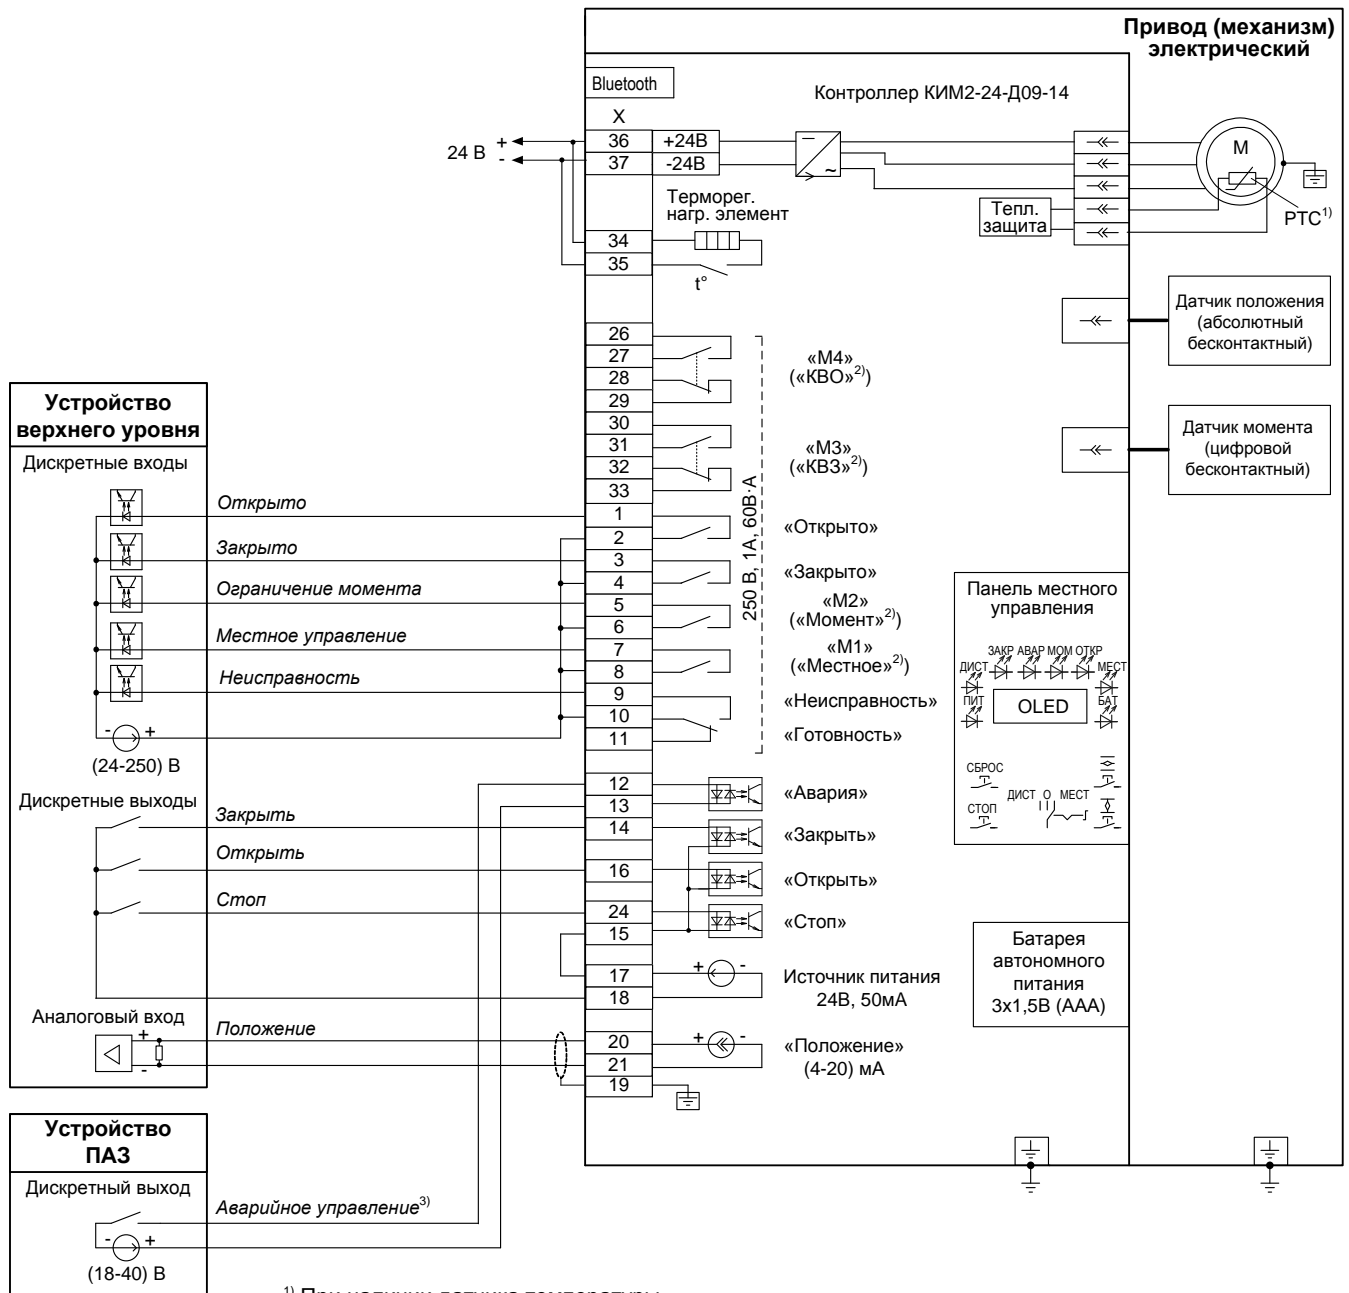 Привод (механизм)
электрический
Bluetooth
Контроллер КИМ2-24-Д09-14
X
24 В
+
-
36
+24В
37
-24В
M
PTC1)
Терморег.
нагр. элемент
34
35
t°
Тепл.
защита
Датчик положения
(абсолютный
бесконтактный)
Датчик момента
(цифровой
бесконтактный)
26
27
28
29
«М4»
(«КВО»2))
30
31
32
33
«М3»
(«КВЗ»2))
250 В, 1А, 60В·А
1
2
«Открыто»
3
4
«Закрыто»
5
6
«М2»
(«Момент»2))
7
8
«М1»
(«Местное»2))
9
10
11
«Неисправность»
«Готовность»
12
13
«Авария»
14
«Закрыть»
16
«Открыть»
24
15
«Стоп»
17
18
+ -
Источник питания
24В, 50мА
20
21
19
+ -
«Положение»
(4-20) мА
Панель местного
управления
ЗАКР АВАР МОМ ОТКР
ДИСТ
МЕСТ
ПИТ
OLED
БАТ
СБРОС
СТОП
ДИСТ О МЕСТ
Батарея
автономного
питания
3х1,5В (ААА)
Устройство
верхнего уровня
Дискретные входы
Открыто
Закрыто
Ограничение момента
Местное управление
Неисправность
- +
(24-250) В
Дискретные выходы
Закрыть
Открыть
Стоп
Аналоговый вход
+
-
Положение
Устройство
ПАЗ
Дискретный выход
Аварийное управление3)
- +
(18-40) В
1) При наличии датчика температуры